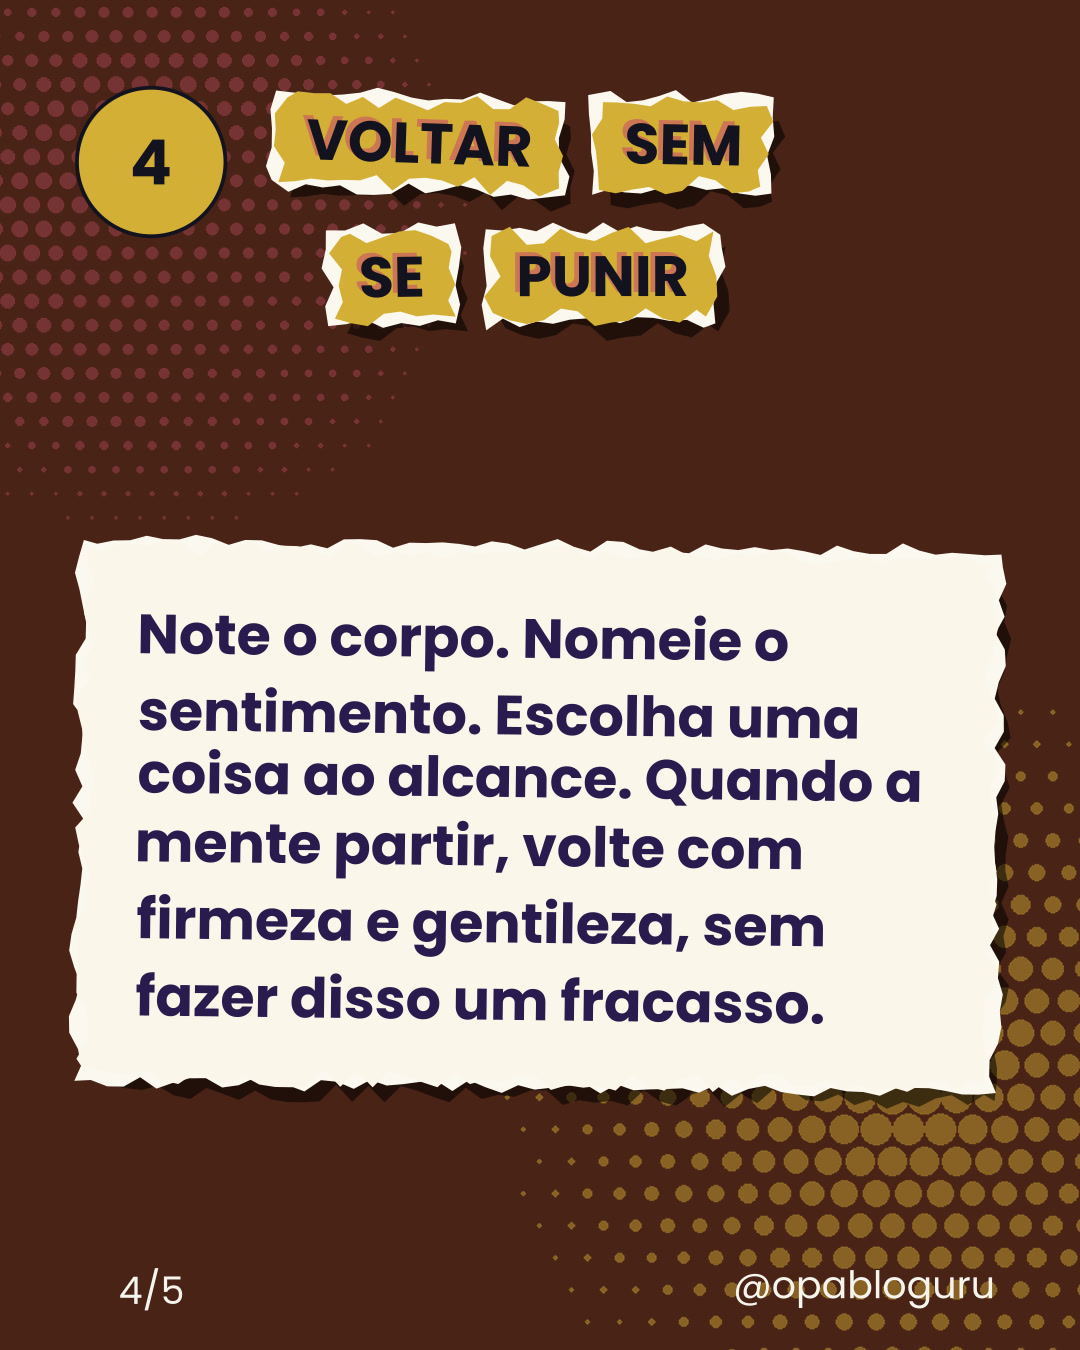 4
VOLTAR SEM
SE PUNIR
Note o corpo. Nomeie o
sentimento. Escolha uma
coisa ao alcance. Quando a
mente partir, volte com
firmeza e gentileza, sem
fazer disso um fracasso.
4/5
@opabloguru